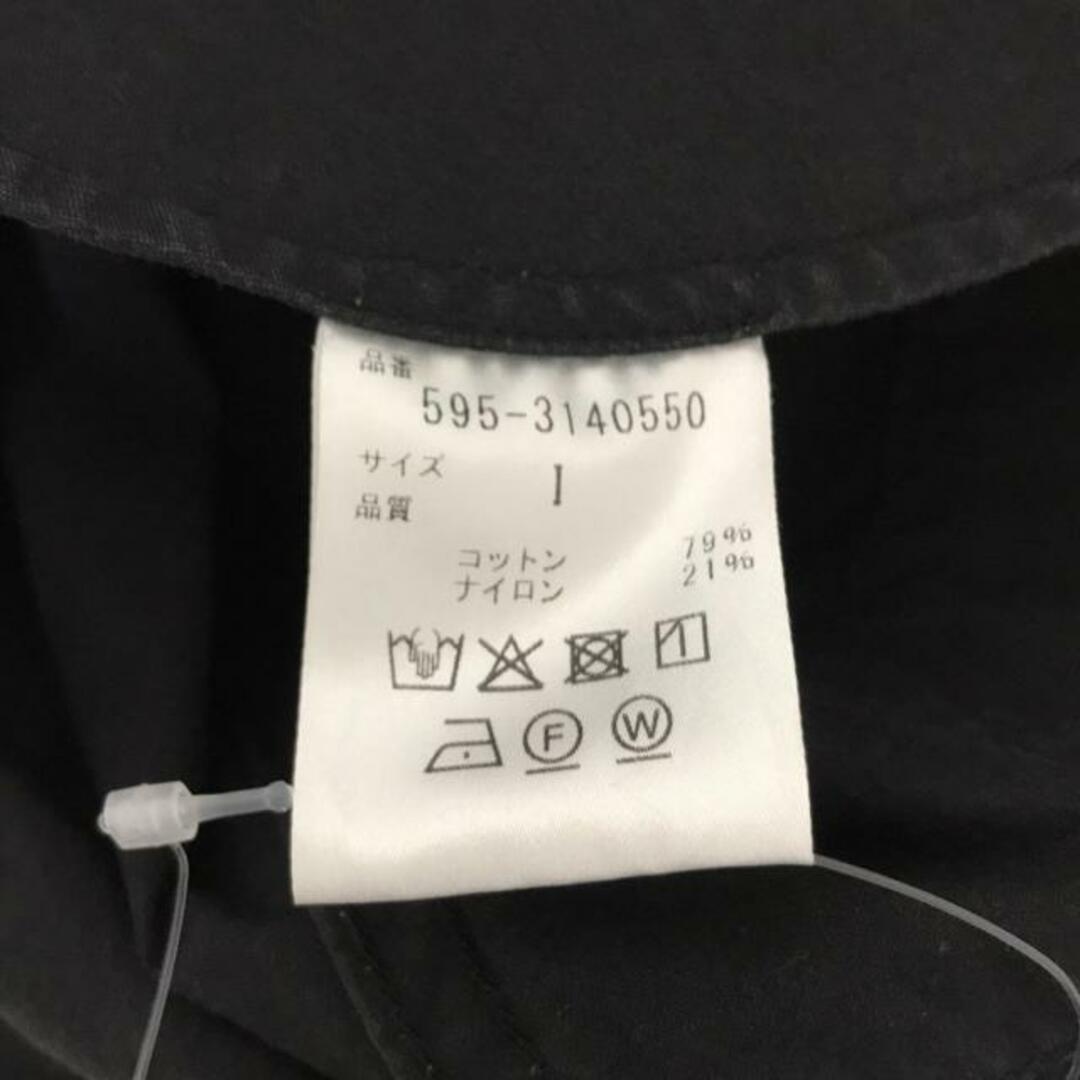 品番
595-3140550
サイズ I
品質
コットン 79%
ナイロン 21%
F W